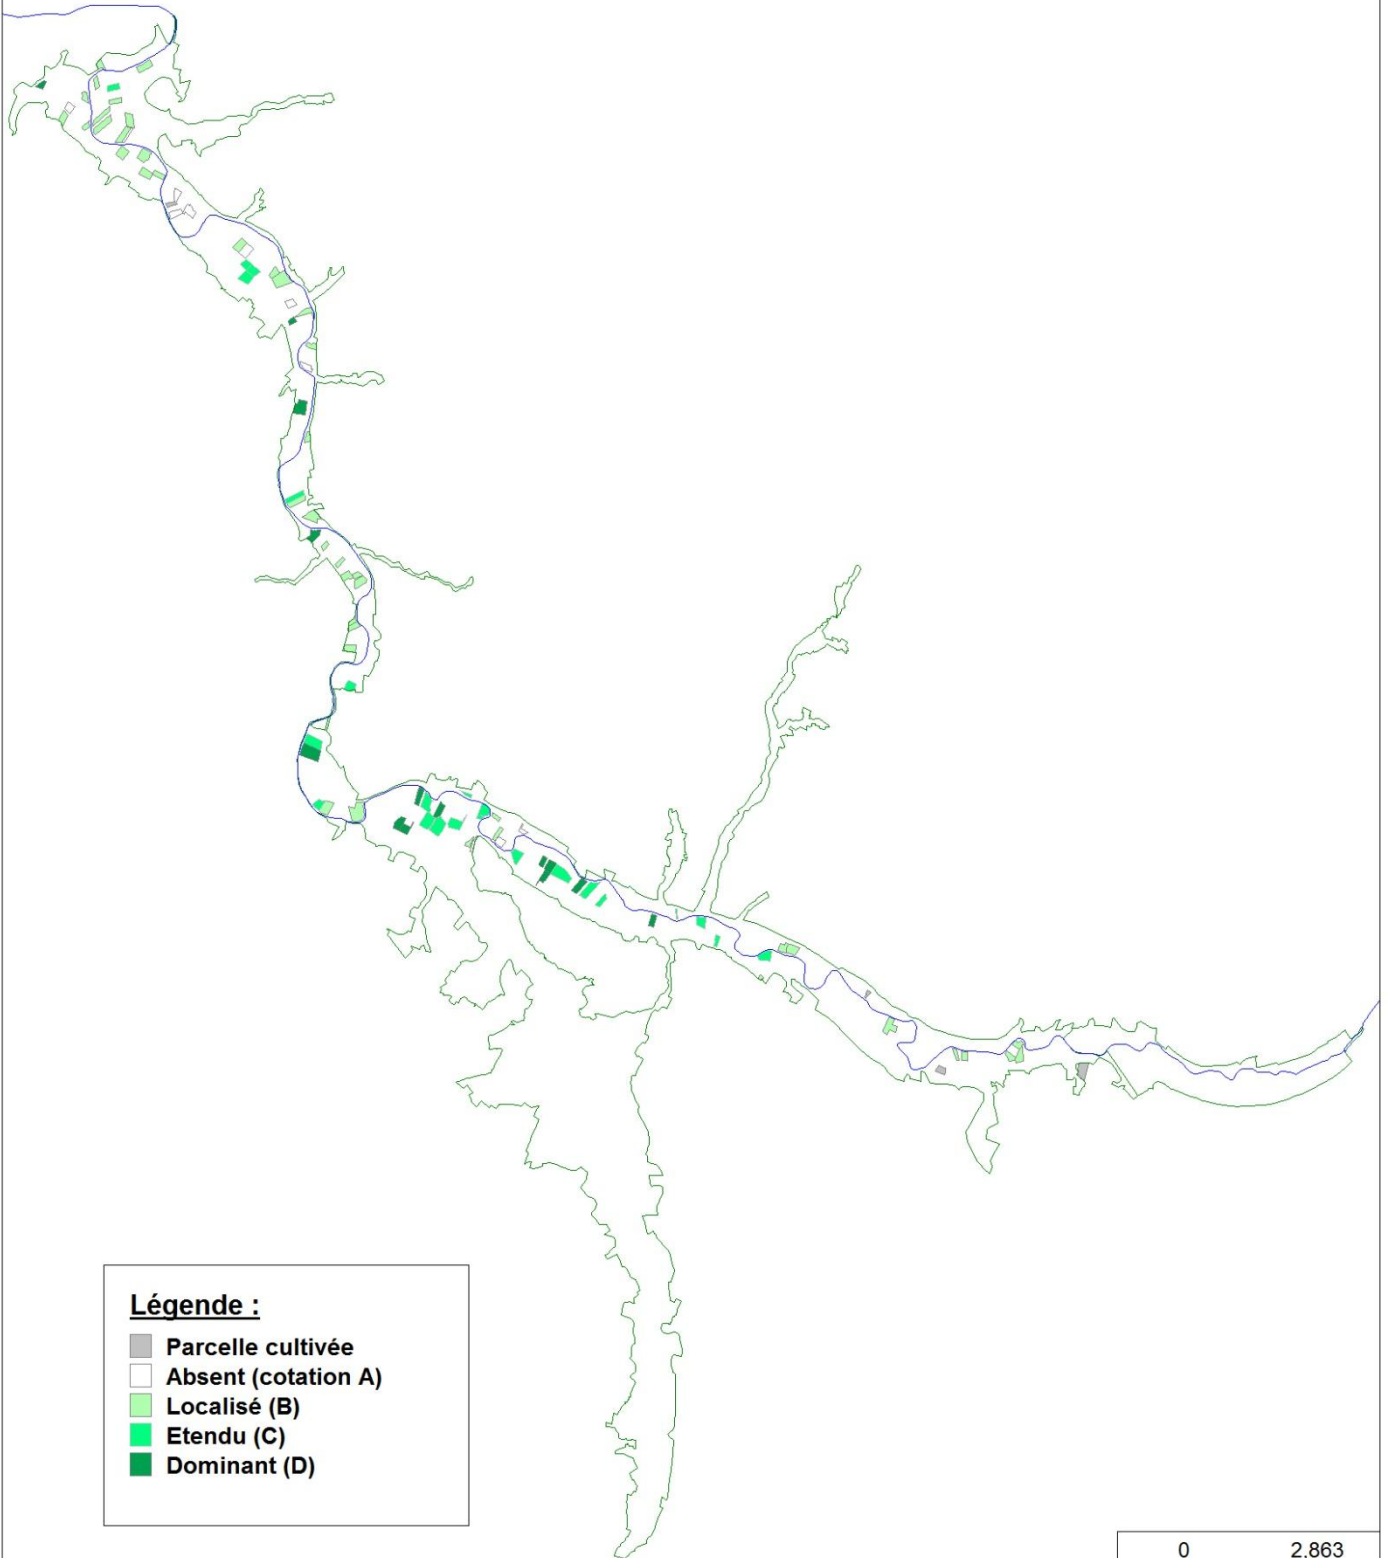 Légende :
Parcelle cultivée
Absent (cotation A)
Localisé (B)
Etendu (C)
Dominant (D)
0 2.863